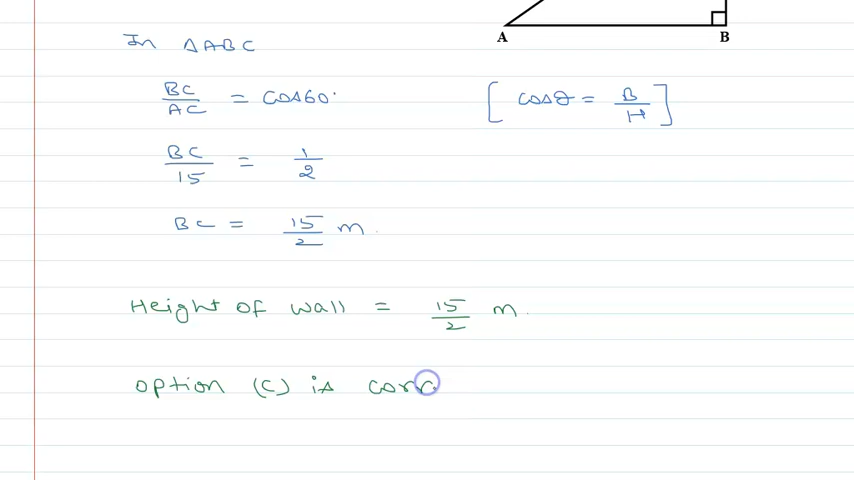 A B
In ΔABC
BC/AC = cos60° [ cosθ = B/H ]
BC/15 = 1/2
BC = 15/2 m.
Height of wall = 15/2 m.
option (c) is corr